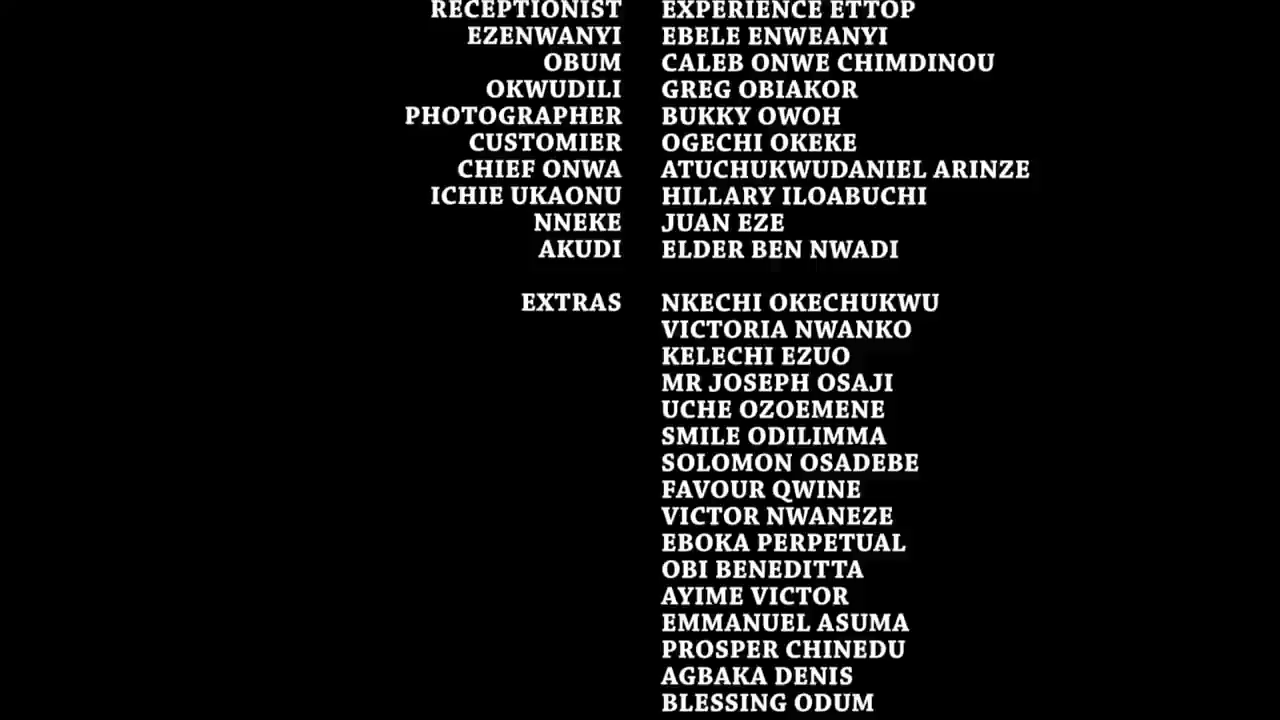 RECEPTIONIST EXPERIENCE ETTOP
EZENWANYI EBELE ENWEANYI
OBUM CALEB ONWE CHIMDINOU
OKWUDILI GREG OBIAKOR
PHOTOGRAPHER BUKKY OWOH
CUSTOMIER OGECHI OKEKE
CHIEF ONWA ATUCHUKWUDANIEL ARINZE
ICHIE UKAONU HILLARY ILOABUCHI
NNEKE JUAN EZE
AKUDI ELDER BEN NWADI
EXTRAS NKECHI OKECHUKWU
VICTORIA NWANKO
KELECHI EZUO
MR JOSEPH OSAJI
UCHE OZOEMENE
SMILE ODILIMMA
SOLOMON OSADEBE
FAVOUR QWINE
VICTOR NWANEZE
EBOKA PERPETUAL
OBI BENEDITTA
AYIME VICTOR
EMMANUEL ASUMA
PROSPER CHINEDU
AGBAKA DENIS
BLESSING ODUM